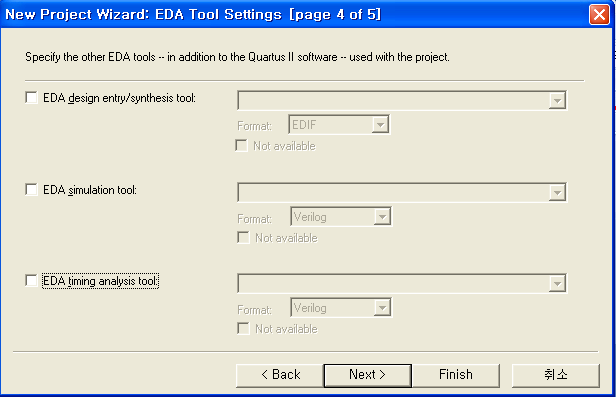 New Project Wizard: EDA Tool Settings [page 4 of 5]
Specify the other EDA tools -- in addition to the Quartus II software -- used with the project.
EDA design entry/synthesis tool:
Format: EDIF
Not available
EDA simulation tool:
Format: Verilog
Not available
EDA timing analysis tool:
Format: Verilog
Not available
< Back Next > Finish 취소